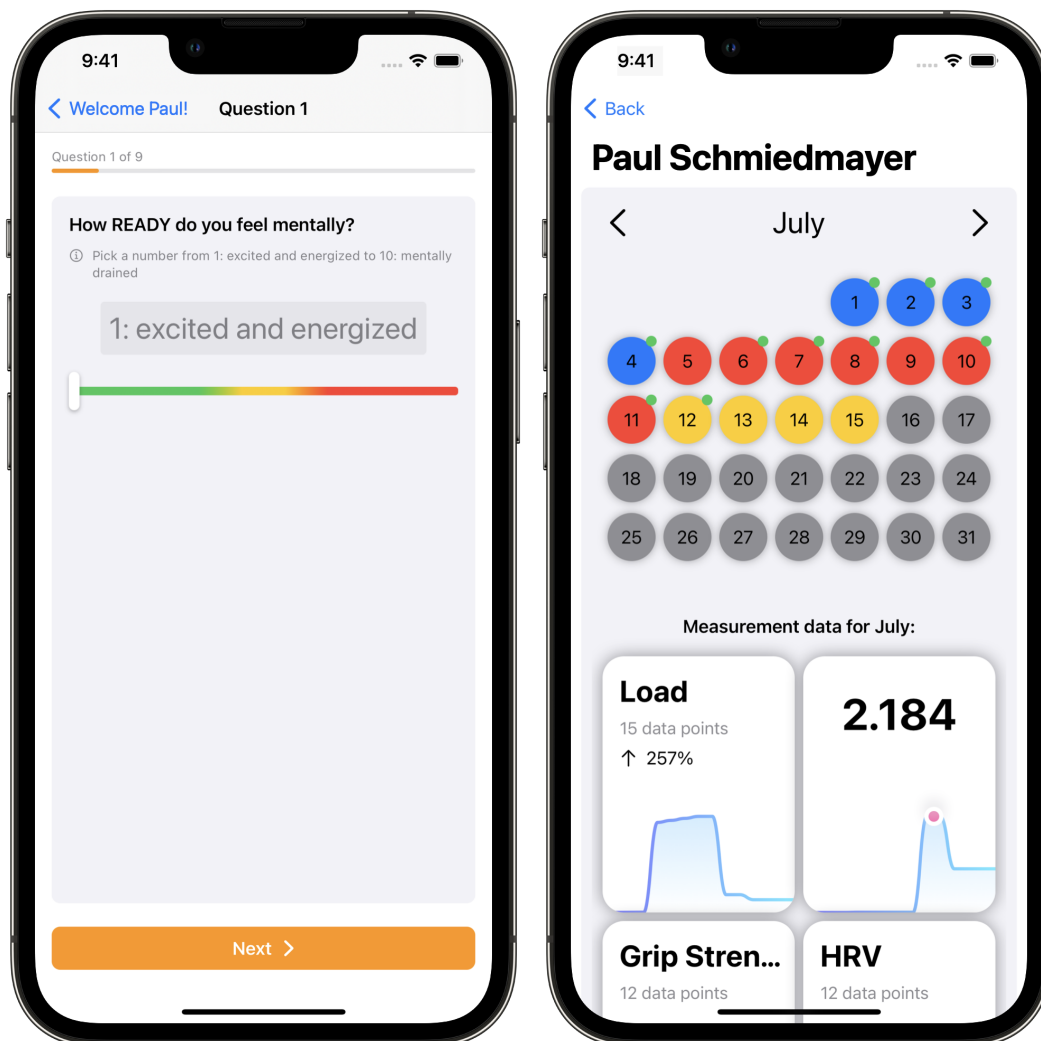 9:41
Welcome Paul! Question 1
Question 1 of 9
How READY do you feel mentally?
Pick a number from 1: excited and energized to 10: mentally
drained
1: excited and energized
Next
9:41
Back
Paul Schmiedmayer
July
1 2 3
4 5 6 7 8 9 10
11 12 13 14 15 16 17
18 19 20 21 22 23 24
25 26 27 28 29 30 31
Measurement data for July:
Load
15 data points
↑ 257%
2.184
Grip Stren...
12 data points
HRV
12 data points